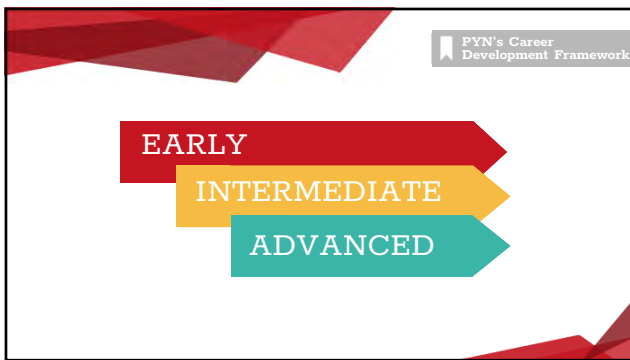 PYN's Career
Development Framework
EARLY
INTERMEDIATE
ADVANCED